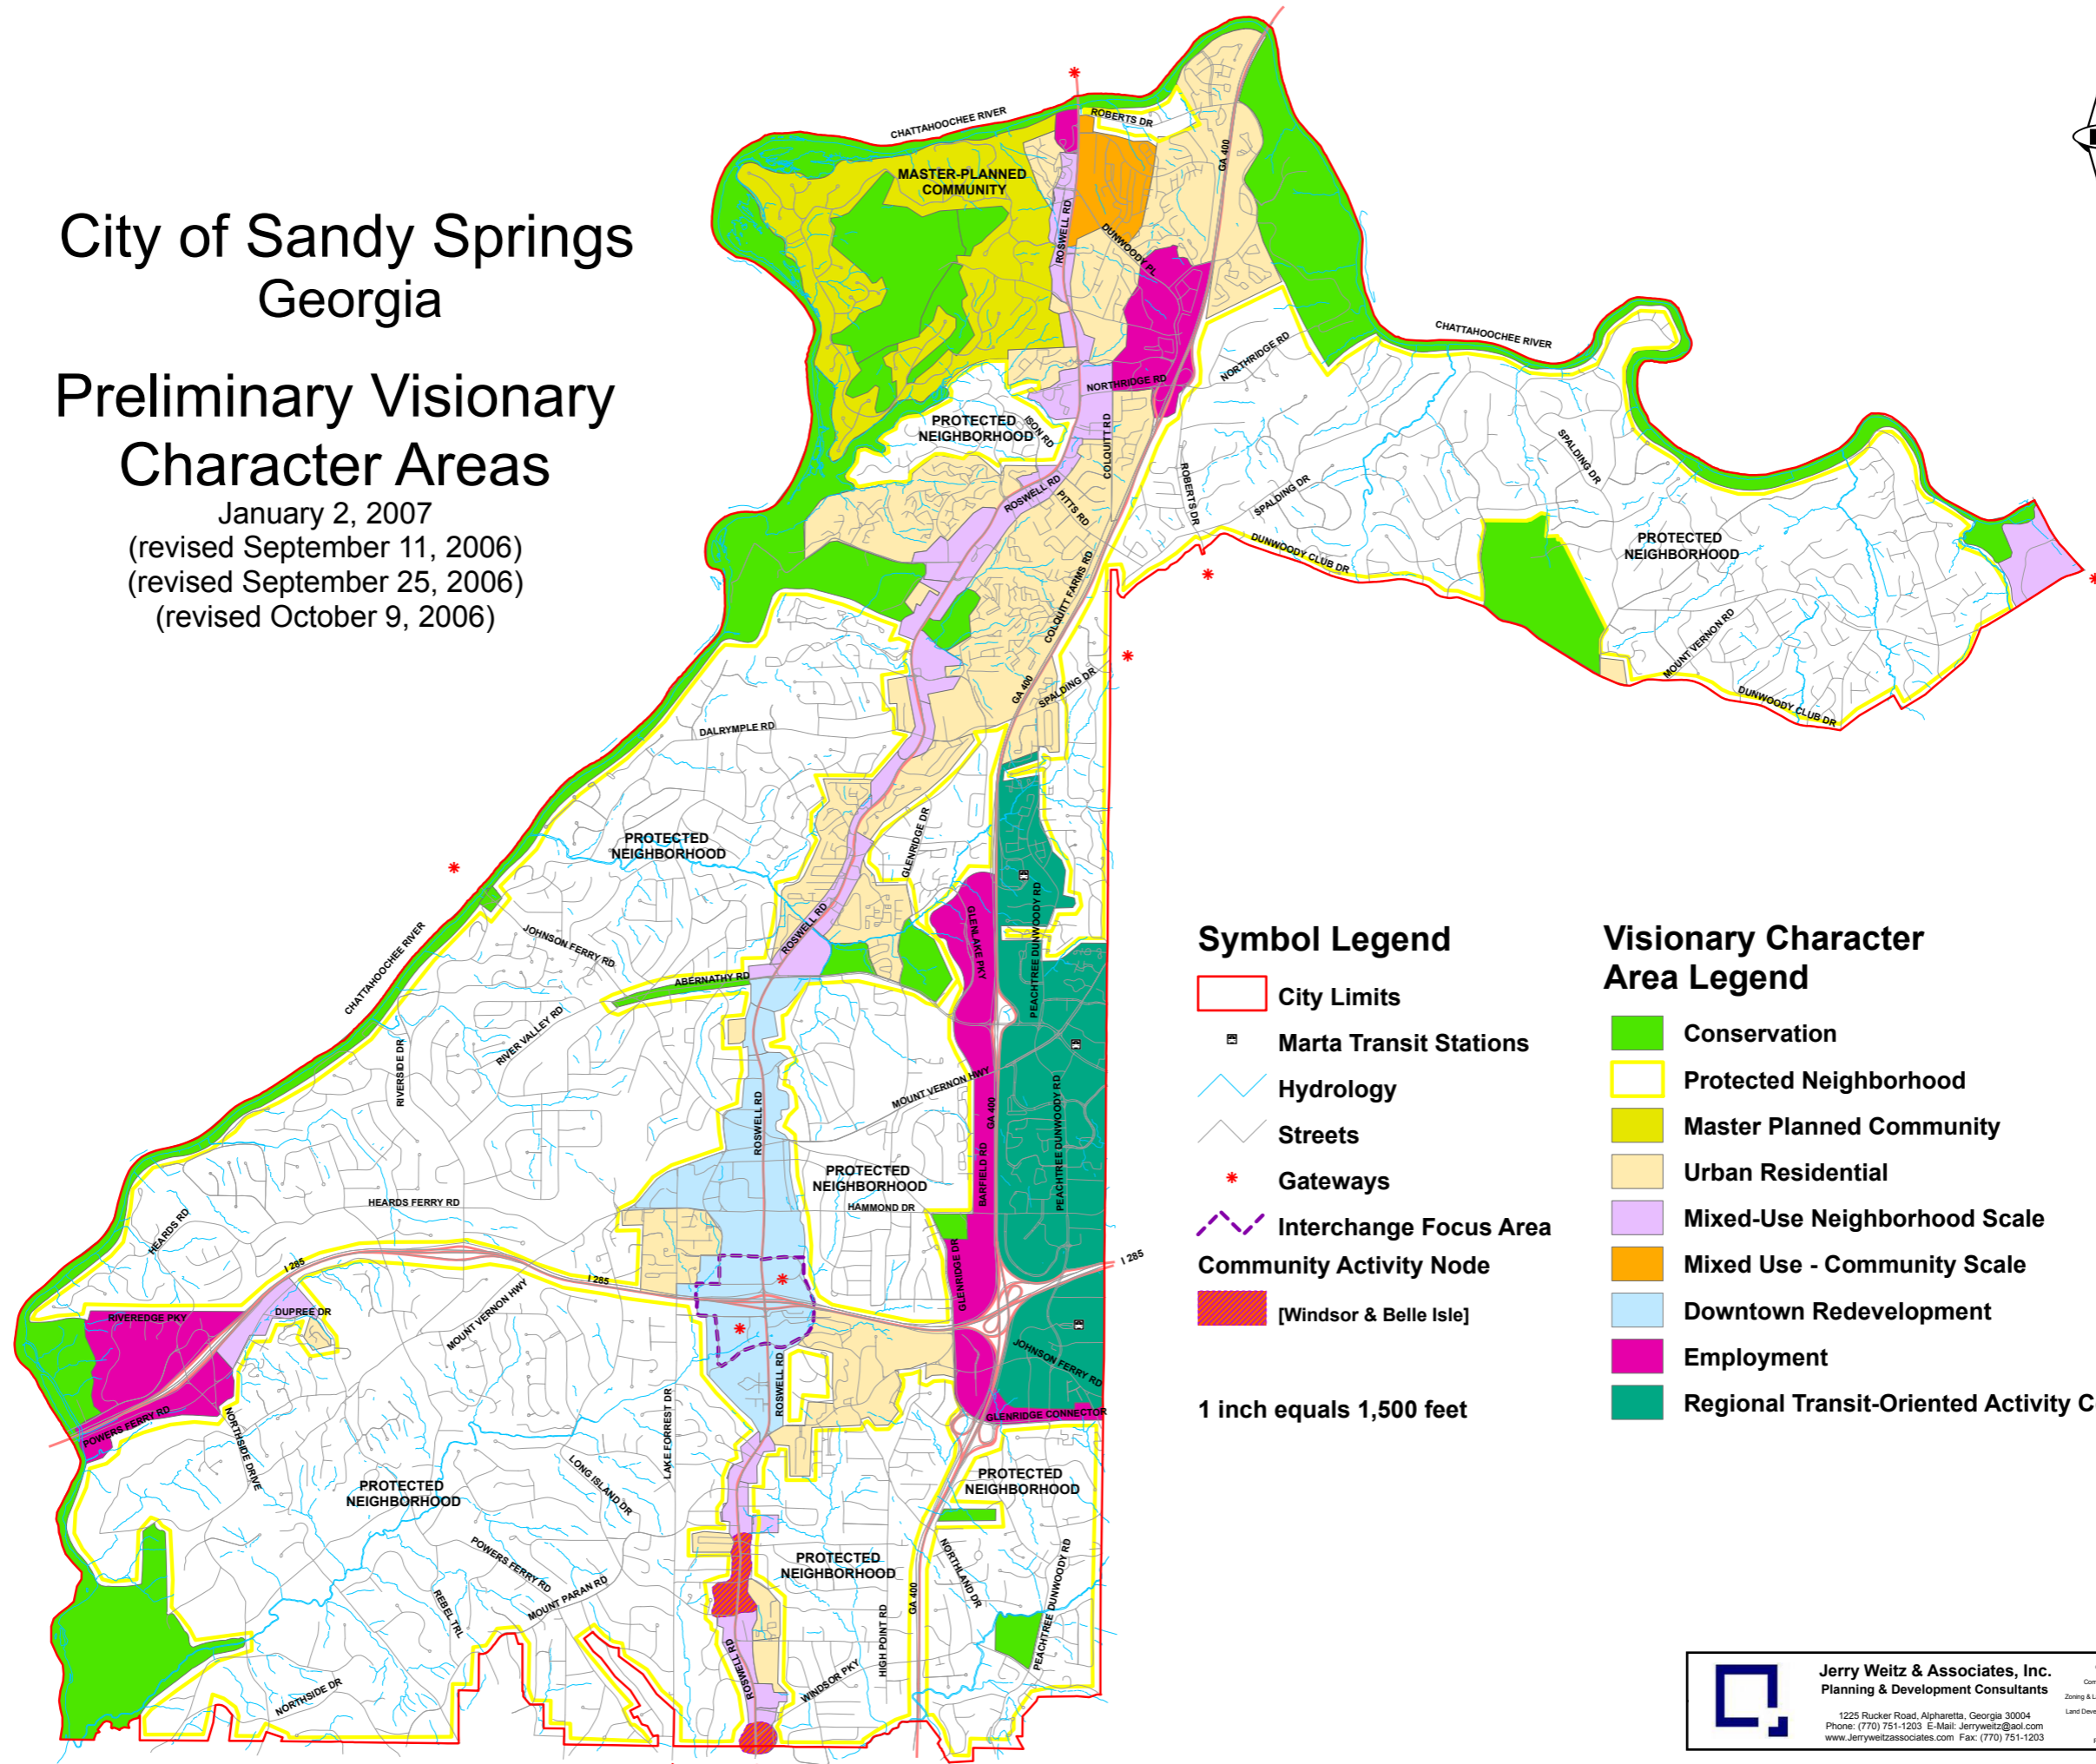 City of Sandy Springs
Georgia
Preliminary Visionary
Character Areas
January 2, 2007
(revised September 11, 2006)
(revised September 25, 2006)
(revised October 9, 2006)
CHATTAHOOCHEE RIVER
ROBERTS DR
MASTER-PLANNED
COMMUNITY
GA 400
ROSWELL RD
DUNWOODY PL
CHATTAHOOCHEE RIVER
NORTHRIDGE RD
NORTHRIDGE RD
PROTECTED
NEIGHBORHOOD
ISON RD
COLQUITT RD
ROSWELL RD
PITTS RD
ROBERTS DR
SPALDING DR
SPALDING DR
DUNWOODY CLUB DR
PROTECTED
NEIGHBORHOOD
COLQUITT FARMS RD
MOUNT VERNON RD
DUNWOODY CLUB DR
GA 400
SPALDING DR
DALRYMPLE RD
PROTECTED
NEIGHBORHOOD
GLENRIDGE DR
ROSWELL RD
PEACHTREE DUNWOODY RD
GLENLAKE PKY
JOHNSON FERRY RD
CHATTAHOOCHEE RIVER
ABERNATHY RD
RIVER VALLEY RD
RIVERSIDE DR
ROSWELL RD
MOUNT VERNON HWY
GA 400
PEACHTREE DUNWOODY RD
BARFIELD RD
PROTECTED
NEIGHBORHOOD
HAMMOND DR
HEARDS FERRY RD
HEARDS RD
I 285
I 285
I 285
GLENRIDGE DR
MOUNT VERNON HWY
DUPREE DR
RIVEREDGE PKY
JOHNSON FERRY RD
ROSWELL RD
LAKE FORREST DR
GLENRIDGE CONNECTOR
POWERS FERRY RD
NORTHSIDE DRIVE
PROTECTED
NEIGHBORHOOD
LONG ISLAND DR
PROTECTED
NEIGHBORHOOD
POWERS FERRY RD
MOUNT PARAN RD
REBEL TRL
PROTECTED
NEIGHBORHOOD
NORTHLAND DR
PEACHTREE DUNWOODY RD
GA 400
HIGH POINT RD
ROSWELL RD
WINDSOR PKY
NORTHSIDE DR
Symbol Legend
City Limits
Marta Transit Stations
Hydrology
Streets
Gateways
Interchange Focus Area
Community Activity Node
[Windsor & Belle Isle]
1 inch equals 1,500 feet
Visionary Character
Area Legend
Conservation
Protected Neighborhood
Master Planned Community
Urban Residential
Mixed-Use Neighborhood Scale
Mixed Use - Community Scale
Downtown Redevelopment
Employment
Regional Transit-Oriented Activity C
Jerry Weitz & Associates, Inc.
Planning & Development Consultants
1225 Rucker Road, Alpharetta, Georgia 30004
Phone: (770) 751-1203 E-Mail: Jerryweitz@aol.com
www.Jerryweitzassociates.com Fax: (770) 751-1203
Com
Zoning & L
Land Deve